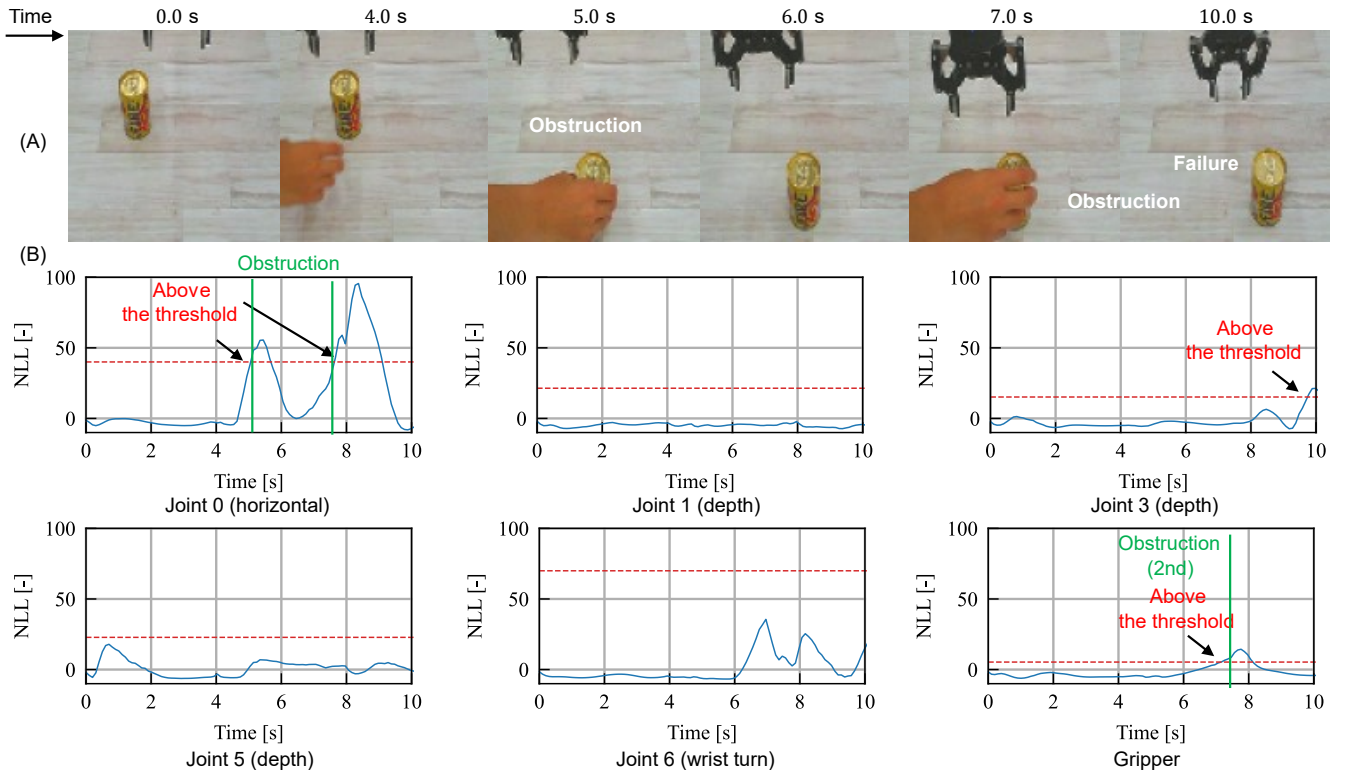 Time 0.0 s 4.0 s 5.0 s 6.0 s 7.0 s 10.0 s
(A)
Obstruction
Failure
Obstruction
FIRE
FIRE
FIRE
FIRE
(B)
Obstruction
Above
the threshold
100
50
0
NLL [-]
0 2 4 6 8 10
Time [s]
Joint 0 (horizontal)
100
50
0
NLL [-]
0 2 4 6 8 10
Time [s]
Joint 1 (depth)
Above
the threshold
100
50
0
NLL [-]
0 2 4 6 8 10
Time [s]
Joint 3 (depth)
100
50
0
NLL [-]
0 2 4 6 8 10
Time [s]
Joint 5 (depth)
100
50
0
NLL [-]
0 2 4 6 8 10
Time [s]
Joint 6 (wrist turn)
Obstruction
(2nd)
Above
the threshold
100
50
0
NLL [-]
0 2 4 6 8 10
Time [s]
Gripper